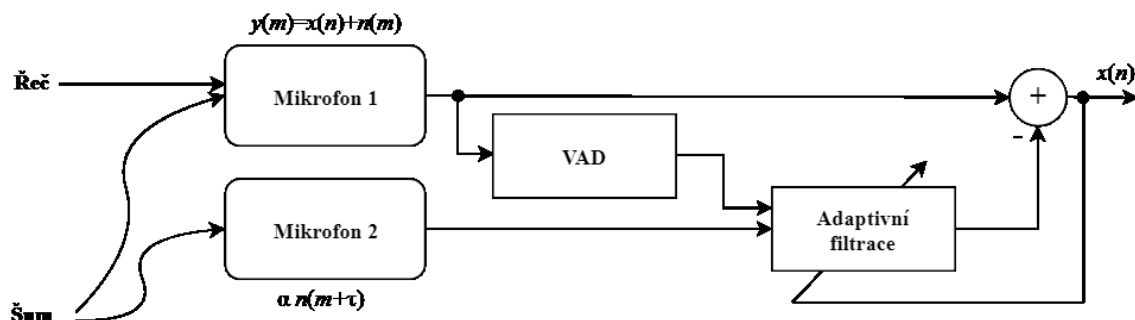 y(m)=x(n)+n(m)
Řeč
Mikrofon 1
+
x(n)
-
VAD
Mikrofon 2
Adaptivní
filtrace
α n(m+τ)
Šum